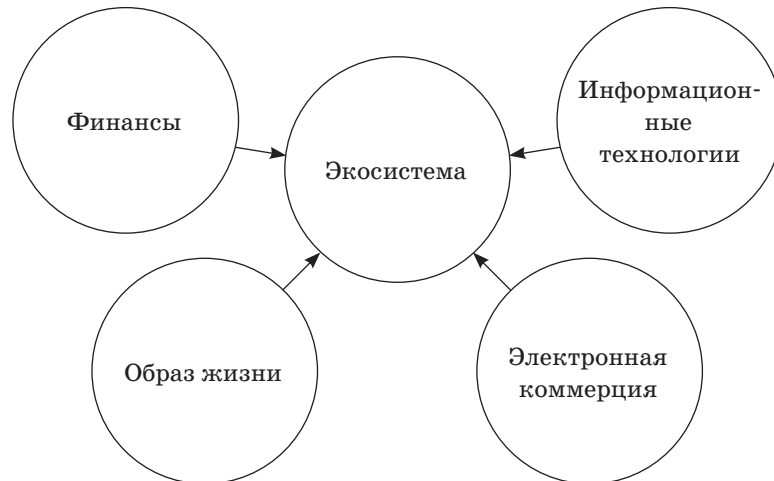 Финансы
Экосистема
Информацион-
ные
технологии
Образ жизни
Электронная
коммерция